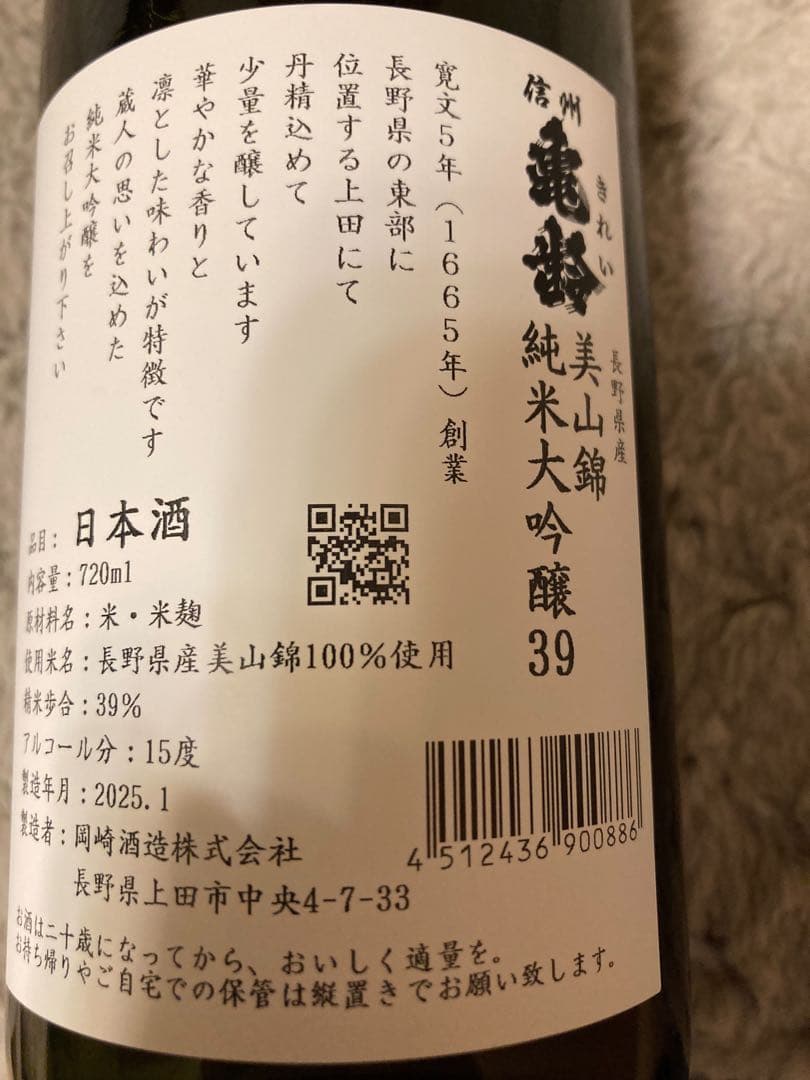 信州
亀齢
きれい
長野県産
美山錦
純米大吟醸39
寛文5年（1665年）創業
長野県の東部に
位置する上田にて
丹精込めて
少量を醸しています
華やかな香りと
凛とした味わいが特徴です
蔵人の思いを込めた
純米大吟醸を
お召し上がり下さい
品目：日本酒
内容量：720ml
原材料名：米・米麹
使用米名：長野県産美山錦100%使用
精米歩合：39%
アルコール分：15度
製造年月：2025.1
製造者：岡崎酒造株式会社
長野県上田市中央4-7-33
4512436900886
お酒は二十歳になってから、おいしく適量を。
お持ち帰りやご自宅での保管は縦置きでお願い致します。